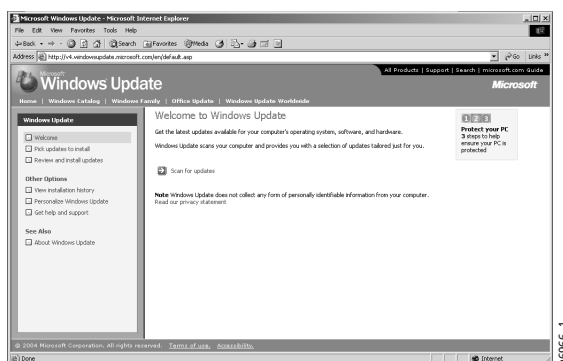 Microsoft Windows Update - Microsoft Internet Explorer
File Edit View Favorites Tools Help
Back Search Favorites Media
Address http://v4.windowsupdate.microsoft.com/en/default.asp Go Links »
All Products | Support | Search | microsoft.com Guide
Microsoft
Windows Update
Microsoft
Home | Windows Catalog | Windows Family | Office Update | Windows Update Worldwide
Windows Update
Welcome
Pick updates to install
Review and install updates
Other Options
View installation history
Personalize Windows Update
Get help and support
See Also
About Windows Update
Welcome to Windows Update
Get the latest updates available for your computer's operating system, software, and hardware.
Windows Update scans your computer and provides you with a selection of updates tailored just for you.
Scan for updates
Note Windows Update does not collect any form of personally identifiable information from your computer.
Read our privacy statement
1 2 3
Protect your PC
3 steps to help
ensure your PC is
protected
© 2004 Microsoft Corporation. All rights reserved. Terms of use. Accessibility.
Done Internet